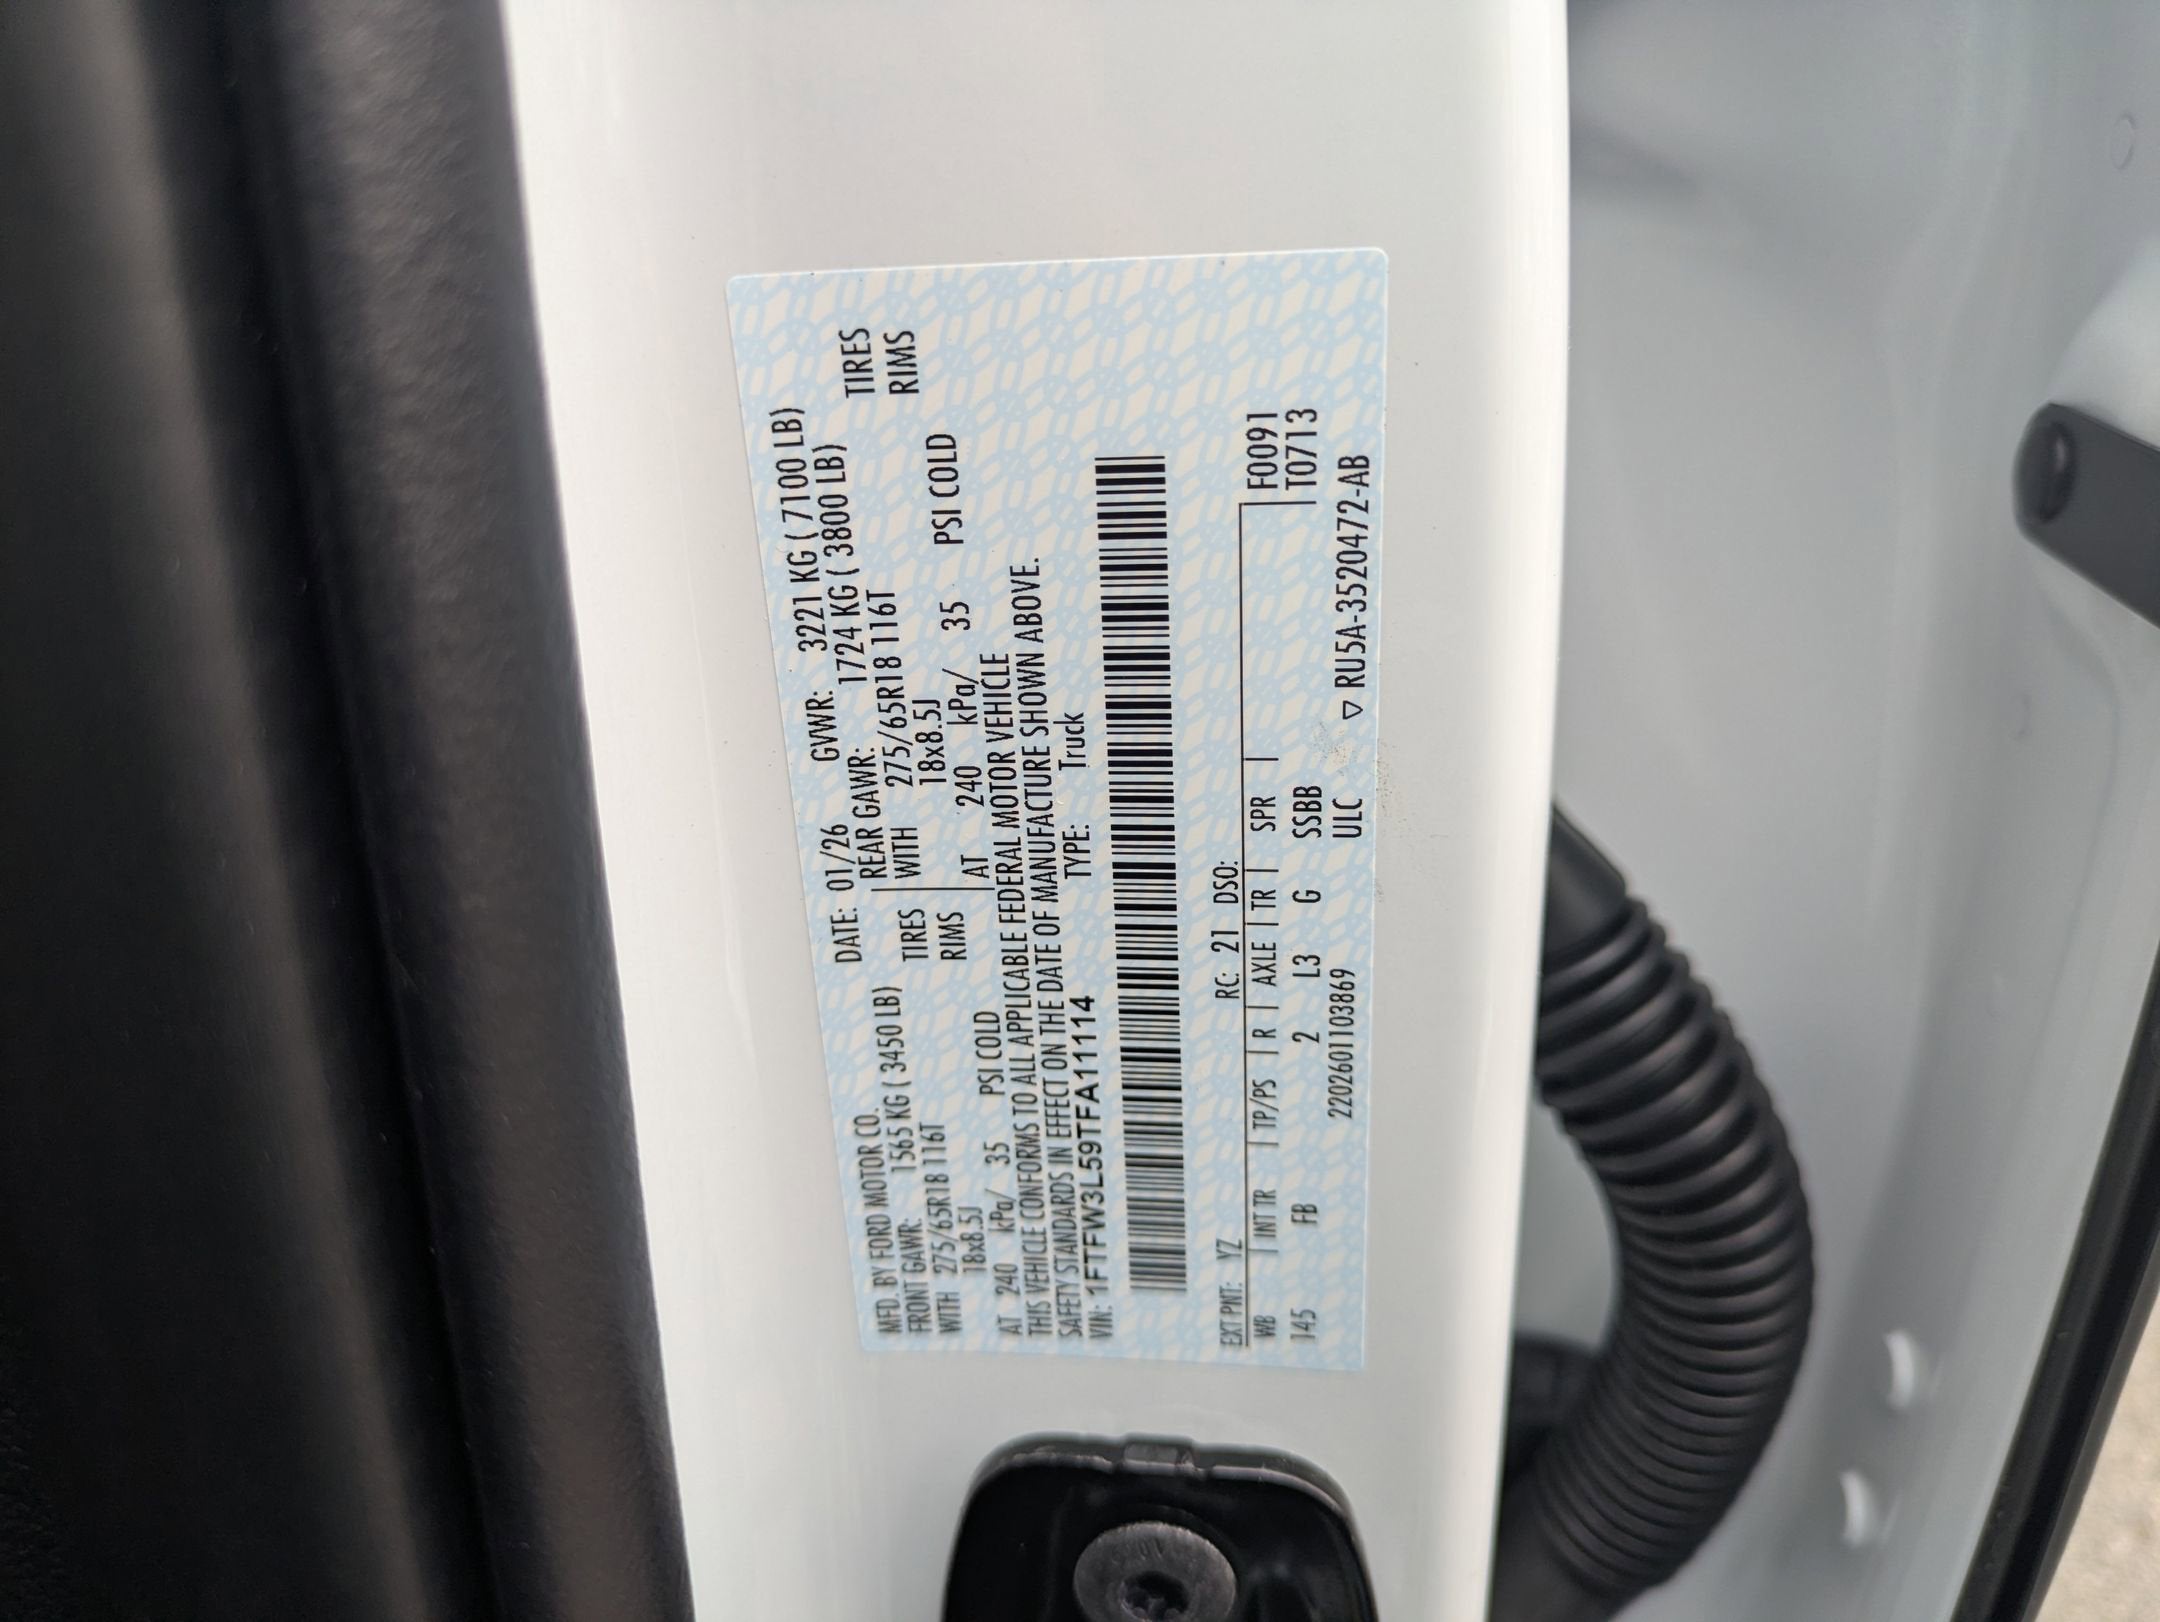 MFD. BY FORD MOTOR CO. DATE: 01/26 GVWR: 3221 KG ( 7100 LB)
FRONT GAWR: 1565 KG ( 3450 LB) REAR GAWR: 1724 KG ( 3800 LB)
WITH 275/65R18 116T TIRES WITH 275/65R18 116T TIRES
18x8.5J RIMS 18x8.5J RIMS
AT 240 kPa/ 35 PSI COLD AT 240 kPa/ 35 PSI COLD
THIS VEHICLE CONFORMS TO ALL APPLICABLE FEDERAL MOTOR VEHICLE
SAFETY STANDARDS IN EFFECT ON THE DATE OF MANUFACTURE SHOWN ABOVE.
VIN: 1FTFW3L59TFA11114 TYPE: Truck
EXT PNT: YZ RC: 21 DSO: F0091
WB | INT TR | TP/PS | R | AXLE | TR | SPR | T0713
145 FB 2 L3 G SSBB
220260110386​9 ULC ▽ RU5A-3520472-AB